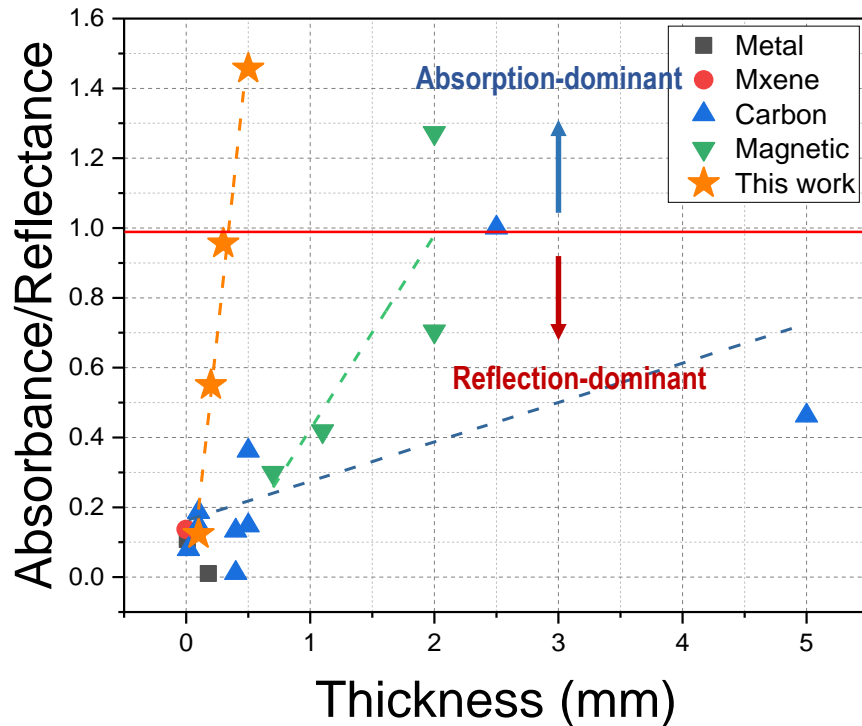 Absorbance/Reflectance
1.6
1.4
1.2
1.0
0.8
0.6
0.4
0.2
0.0
Metal
Mxene
Carbon
Magnetic
This work
Absorption-dominant
Reflection-dominant
0 1 2 3 4 5
Thickness (mm)